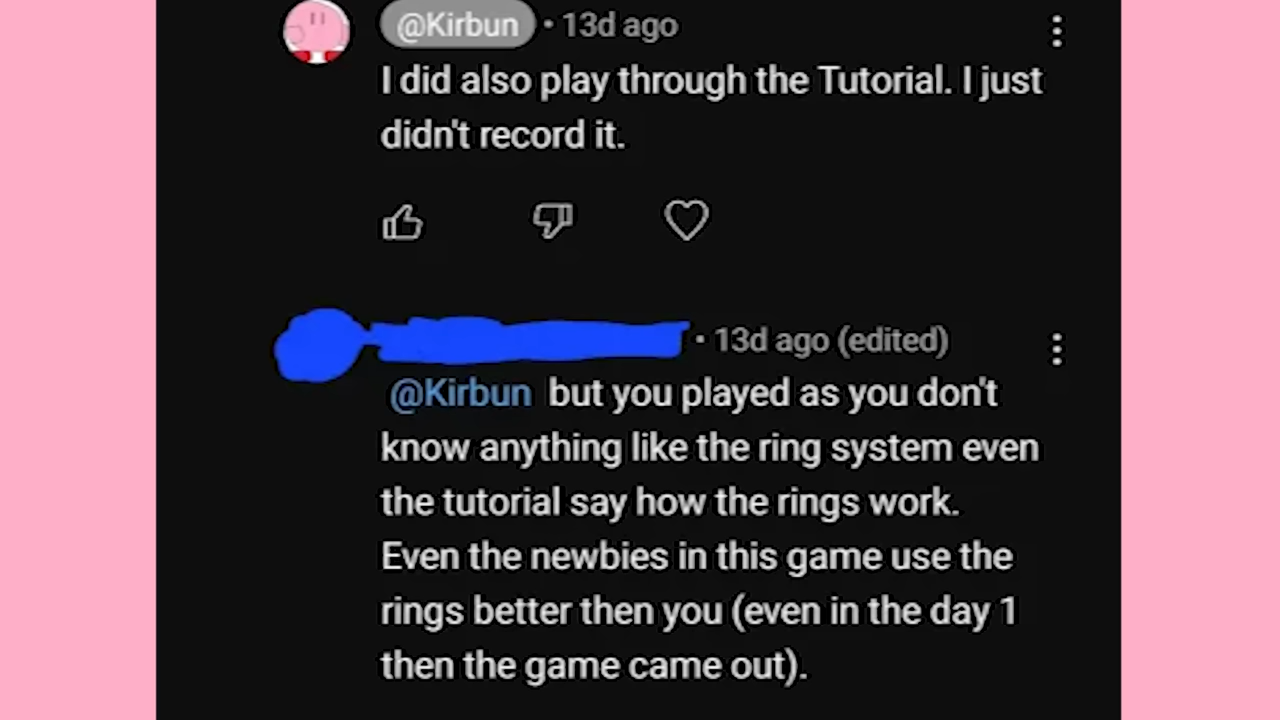 @Kirbun • 13d ago
I did also play through the Tutorial. I just
didn't record it.
• 13d ago (edited)
@Kirbun but you played as you don't
know anything like the ring system even
the tutorial say how the rings work.
Even the newbies in this game use the
rings better then you (even in the day 1
then the game came out).